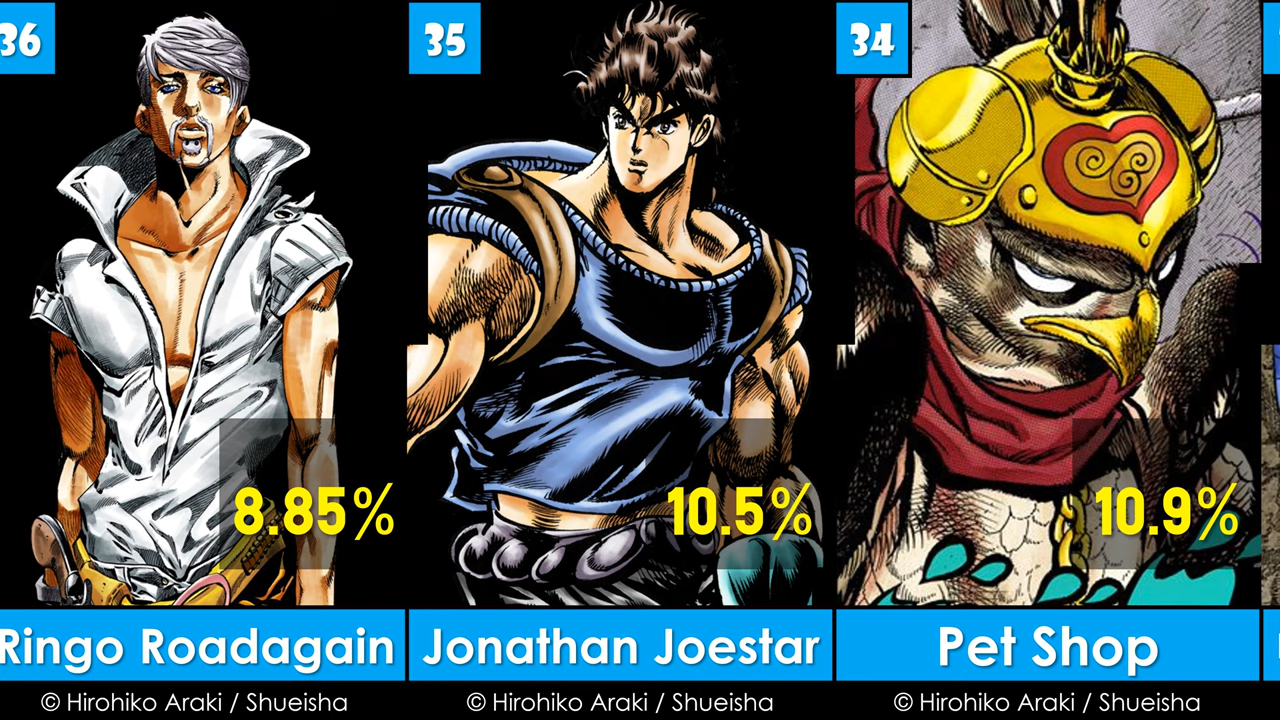 36
35
34
8.85%
10.5%
10.9%
Ringo Roadagain
Jonathan Joestar
Pet Shop
© Hirohiko Araki / Shueisha
© Hirohiko Araki / Shueisha
© Hirohiko Araki / Shueisha